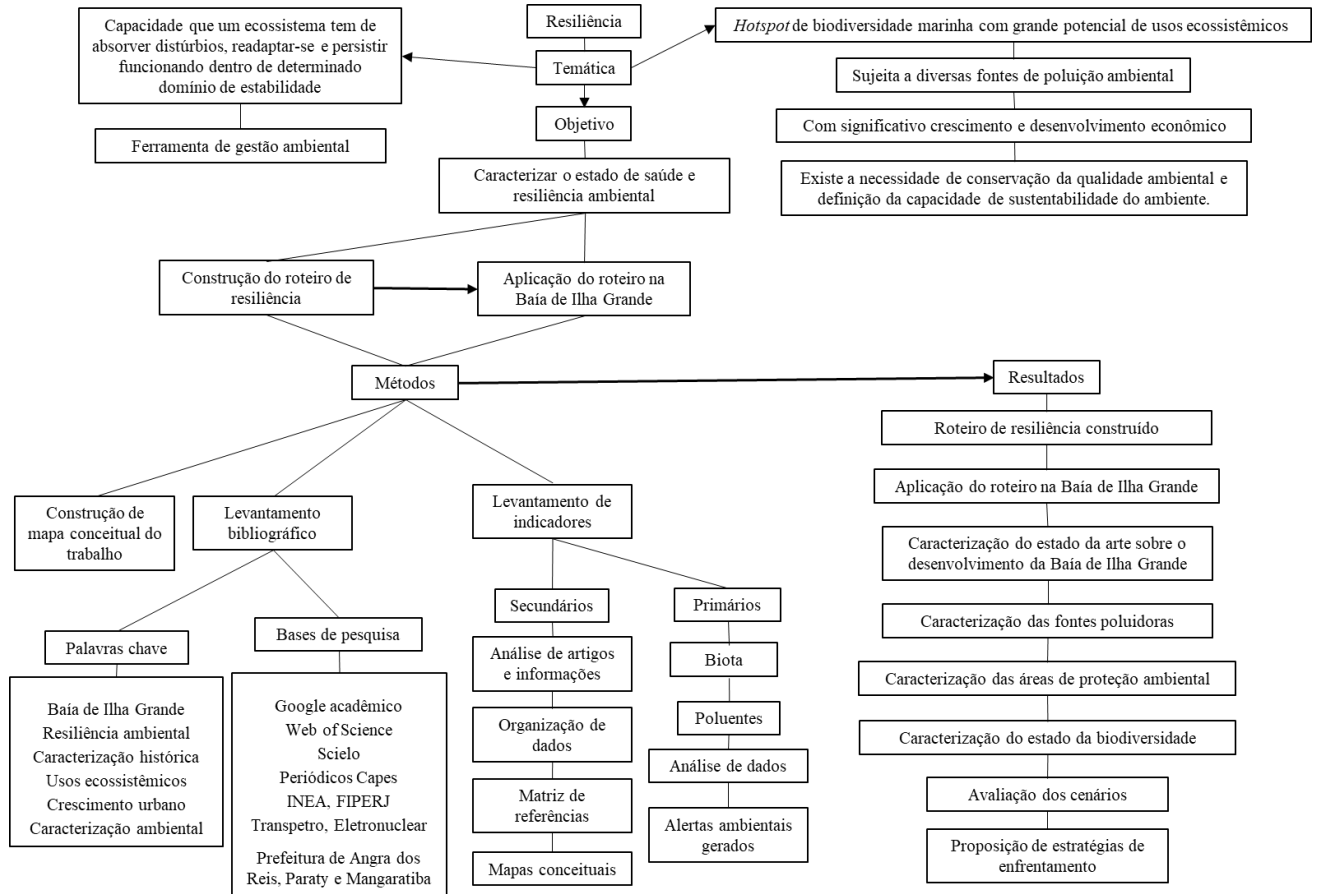 Resiliência
Temática
Objetivo
Capacidade que um ecossistema tem de
absorver distúrbios, readaptar-se e persistir
funcionando dentro de determinado
domínio de estabilidade
Ferramenta de gestão ambiental
Hotspot de biodiversidade marinha com grande potencial de usos ecossistêmicos
Sujeita a diversas fontes de poluição ambiental
Com significativo crescimento e desenvolvimento econômico
Existe a necessidade de conservação da qualidade ambiental e
definição da capacidade de sustentabilidade do ambiente.
Caracterizar o estado de saúde e
resiliência ambiental
Construção do roteiro de
resiliência
Aplicação do roteiro na
Baía de Ilha Grande
Métodos
Construção de
mapa conceitual do
trabalho
Levantamento
bibliográfico
Palavras chave
Baía de Ilha Grande
Resiliência ambiental
Caracterização histórica
Usos ecossistêmicos
Crescimento urbano
Caracterização ambiental
Bases de pesquisa
Google acadêmico
Web of Science
Scielo
Periódicos Capes
INEA, FIPERJ
Transpetro, Eletronuclear
Prefeitura de Angra dos
Reis, Paraty e Mangaratiba
Levantamento de
indicadores
Secundários
Análise de artigos
e informações
Organização de
dados
Matriz de
referências
Mapas conceituais
Primários
Biota
Poluentes
Análise de dados
Alertas ambientais
gerados
Resultados
Roteiro de resiliência construído
Aplicação do roteiro na Baía de Ilha Grande
Caracterização do estado da arte sobre o
desenvolvimento da Baía de Ilha Grande
Caracterização das fontes poluidoras
Caracterização das áreas de proteção ambiental
Caracterização do estado da biodiversidade
Avaliação dos cenários
Proposição de estratégias de
enfrentamento